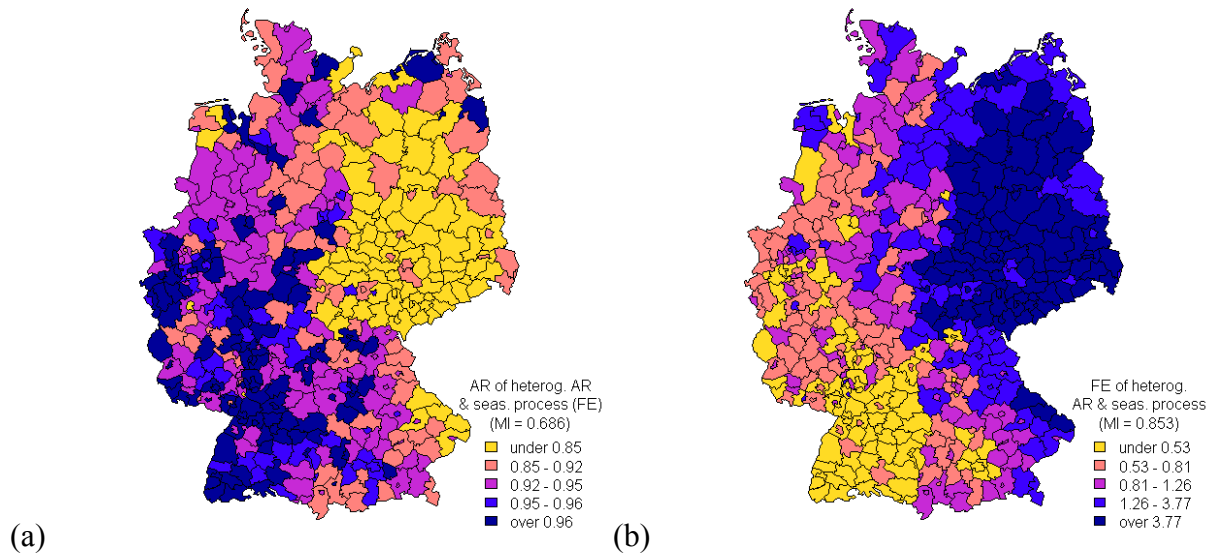 AR of heterog. AR
& seas. process (FE)
(MI = 0.686)
under 0.85
0.85 - 0.92
0.92 - 0.95
0.95 - 0.96
over 0.96
(a)
FE of heterog.
AR & seas. process
(MI = 0.853)
under 0.53
0.53 - 0.81
0.81 - 1.26
1.26 - 3.77
over 3.77
(b)